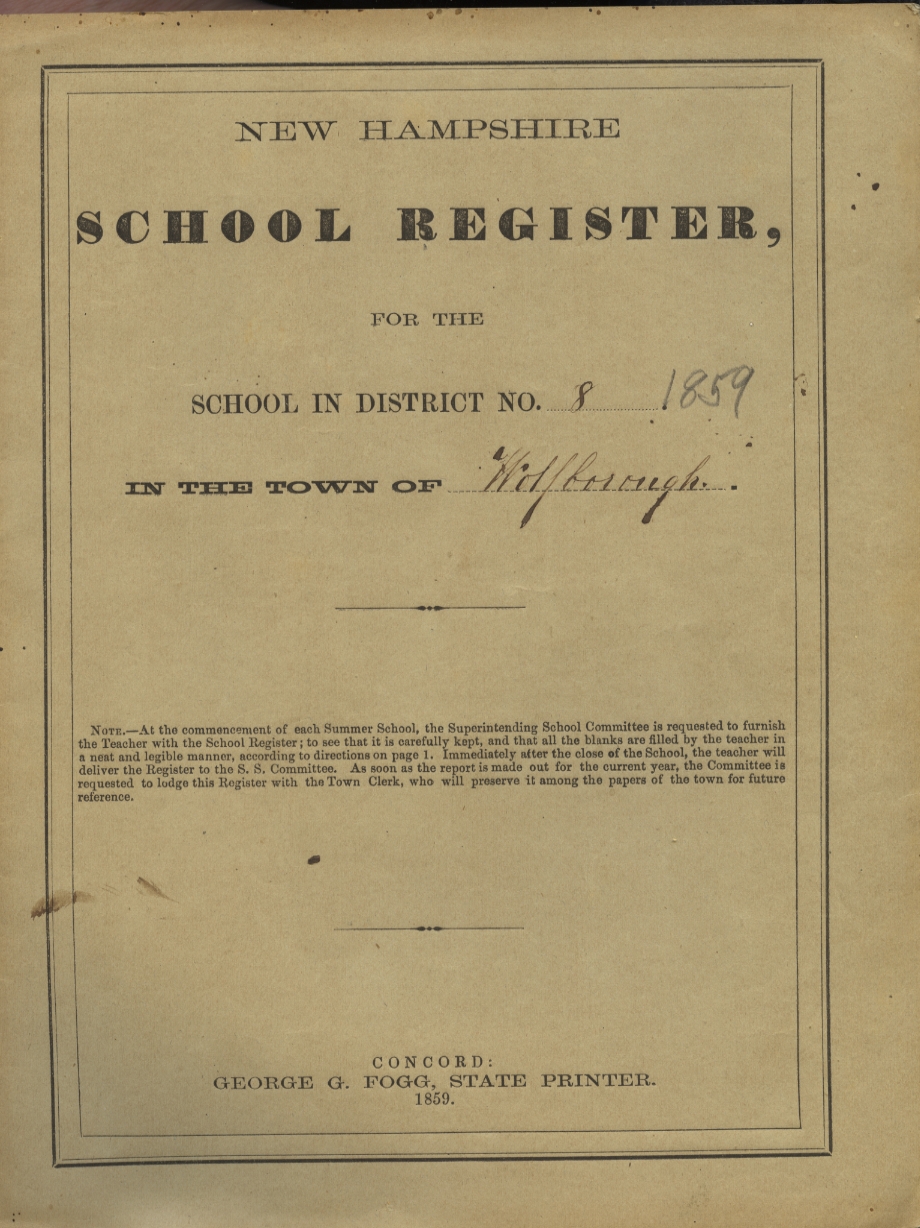 NEW HAMPSHIRE
SCHOOL REGISTER,
FOR THE
SCHOOL IN DISTRICT NO. 8 1859
IN THE TOWN OF Wolfborough.
NOTE.—At the commencement of each Summer School, the Superintending School Committee is requested to furnish
the Teacher with the School Register; to see that it is carefully kept, and that all the blanks are filled by the teacher in
a neat and legible manner, according to directions on page 1. Immediately after the close of the School, the teacher will
deliver the Register to the S. S. Committee. As soon as the report is made out for the current year, the Committee is
requested to lodge this Register with the Town Clerk, who will preserve it among the papers of the town for future
reference.
CONCORD:
GEORGE G. FOGG, STATE PRINTER.
1859.